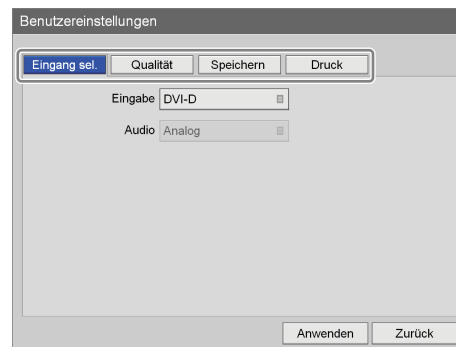 Benutzereinstellungen
Eingang sel. Qualität Speichern Druck
Eingabe DVI-D
Audio Analog
Anwenden Zurück